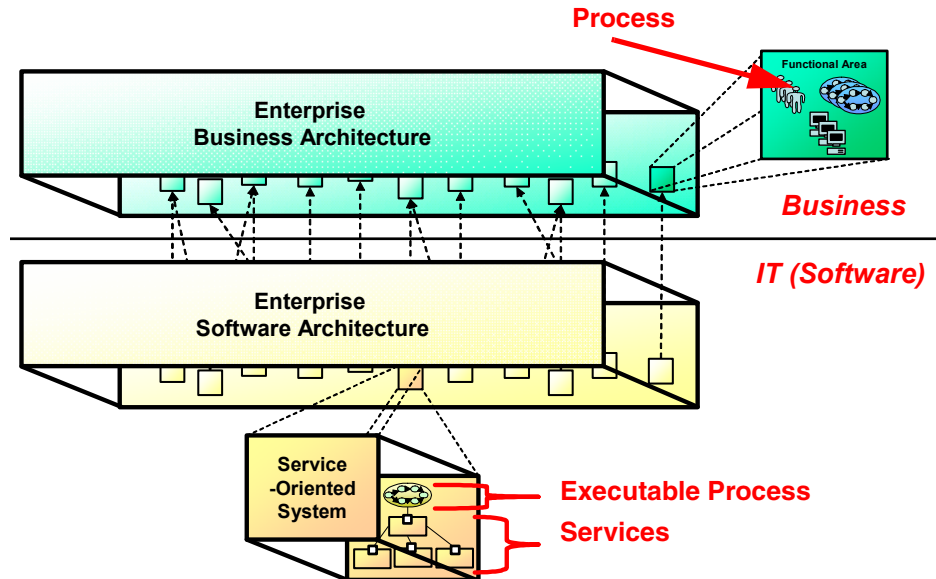 Process
Functional Area
Enterprise
Business Architecture
Business
IT (Software)
Enterprise
Software Architecture
Service
-Oriented
System
Executable Process
Services